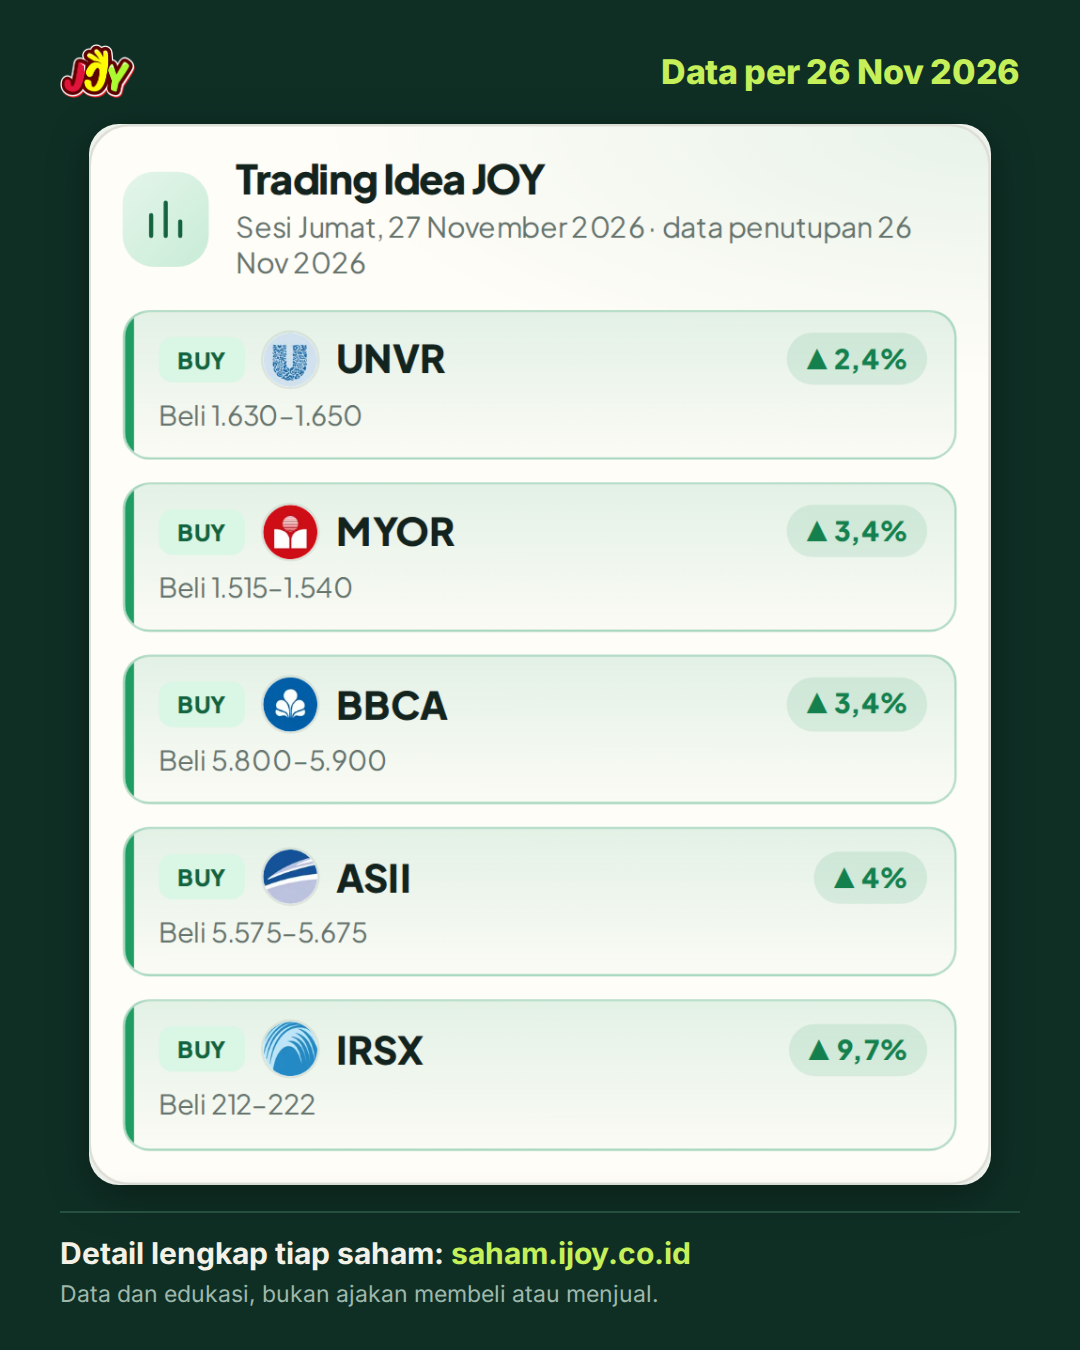 JOY
Data per 26 Nov 2026
Trading Idea JOY
Sesi Jumat, 27 November 2026 · data penutupan 26
Nov 2026
BUY U UNVR ▲ 2,4%
Beli 1.630–1.650
BUY MYOR ▲ 3,4%
Beli 1.515–1.540
BUY BBCA ▲ 3,4%
Beli 5.800–5.900
BUY ASII ▲ 4%
Beli 5.575–5.675
BUY IRSX ▲ 9,7%
Beli 212–222
Detail lengkap tiap saham: saham.ijoy.co.id
Data dan edukasi, bukan ajakan membeli atau menjual.